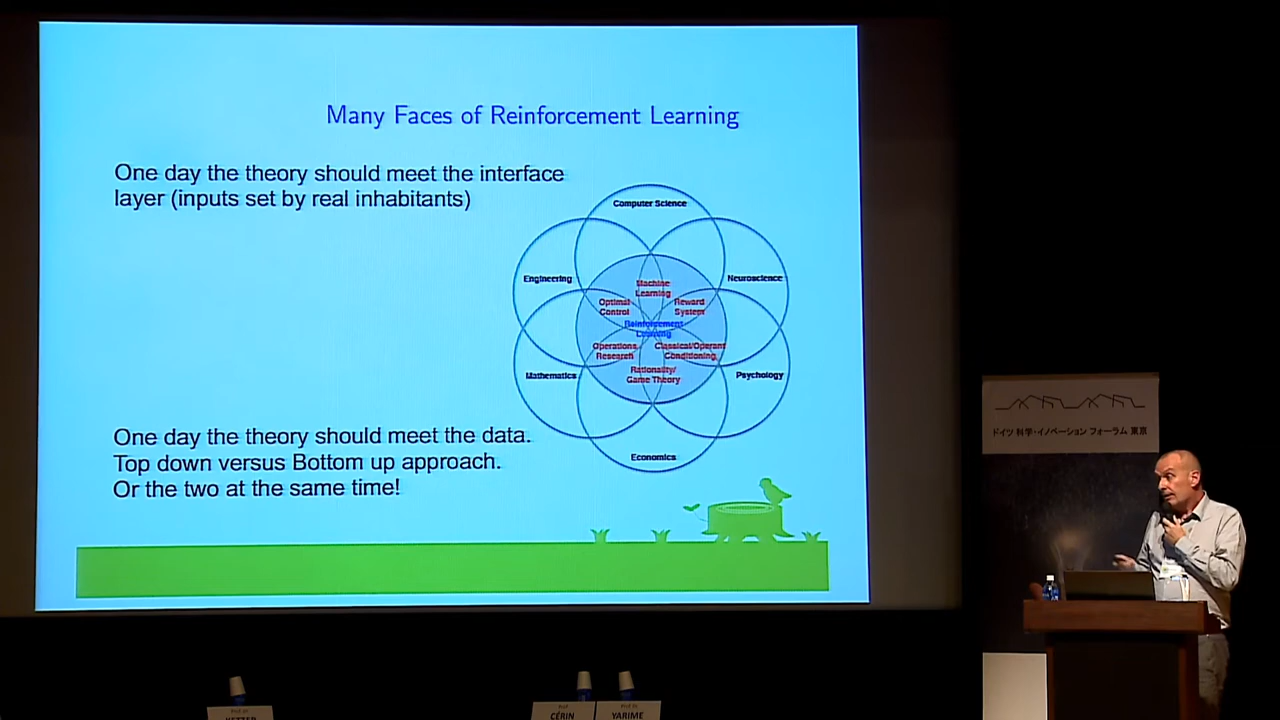 Many Faces of Reinforcement Learning
One day the theory should meet the interface
layer (inputs set by real inhabitants)
Computer Science
Engineering
Neuroscience
Machine
Learning
Optimal
Control
Reward
System
Reinforcement
Learning
Operations
Research
Classical/Operant
Conditioning
Mathematics
Rationality/
Game Theory
Psychology
Economics
One day the theory should meet the data.
Top down versus Bottom up approach.
Or the two at the same time!
ドイツ 科学・イノベーション フォーラム 東京
CÉRIN
YARIME